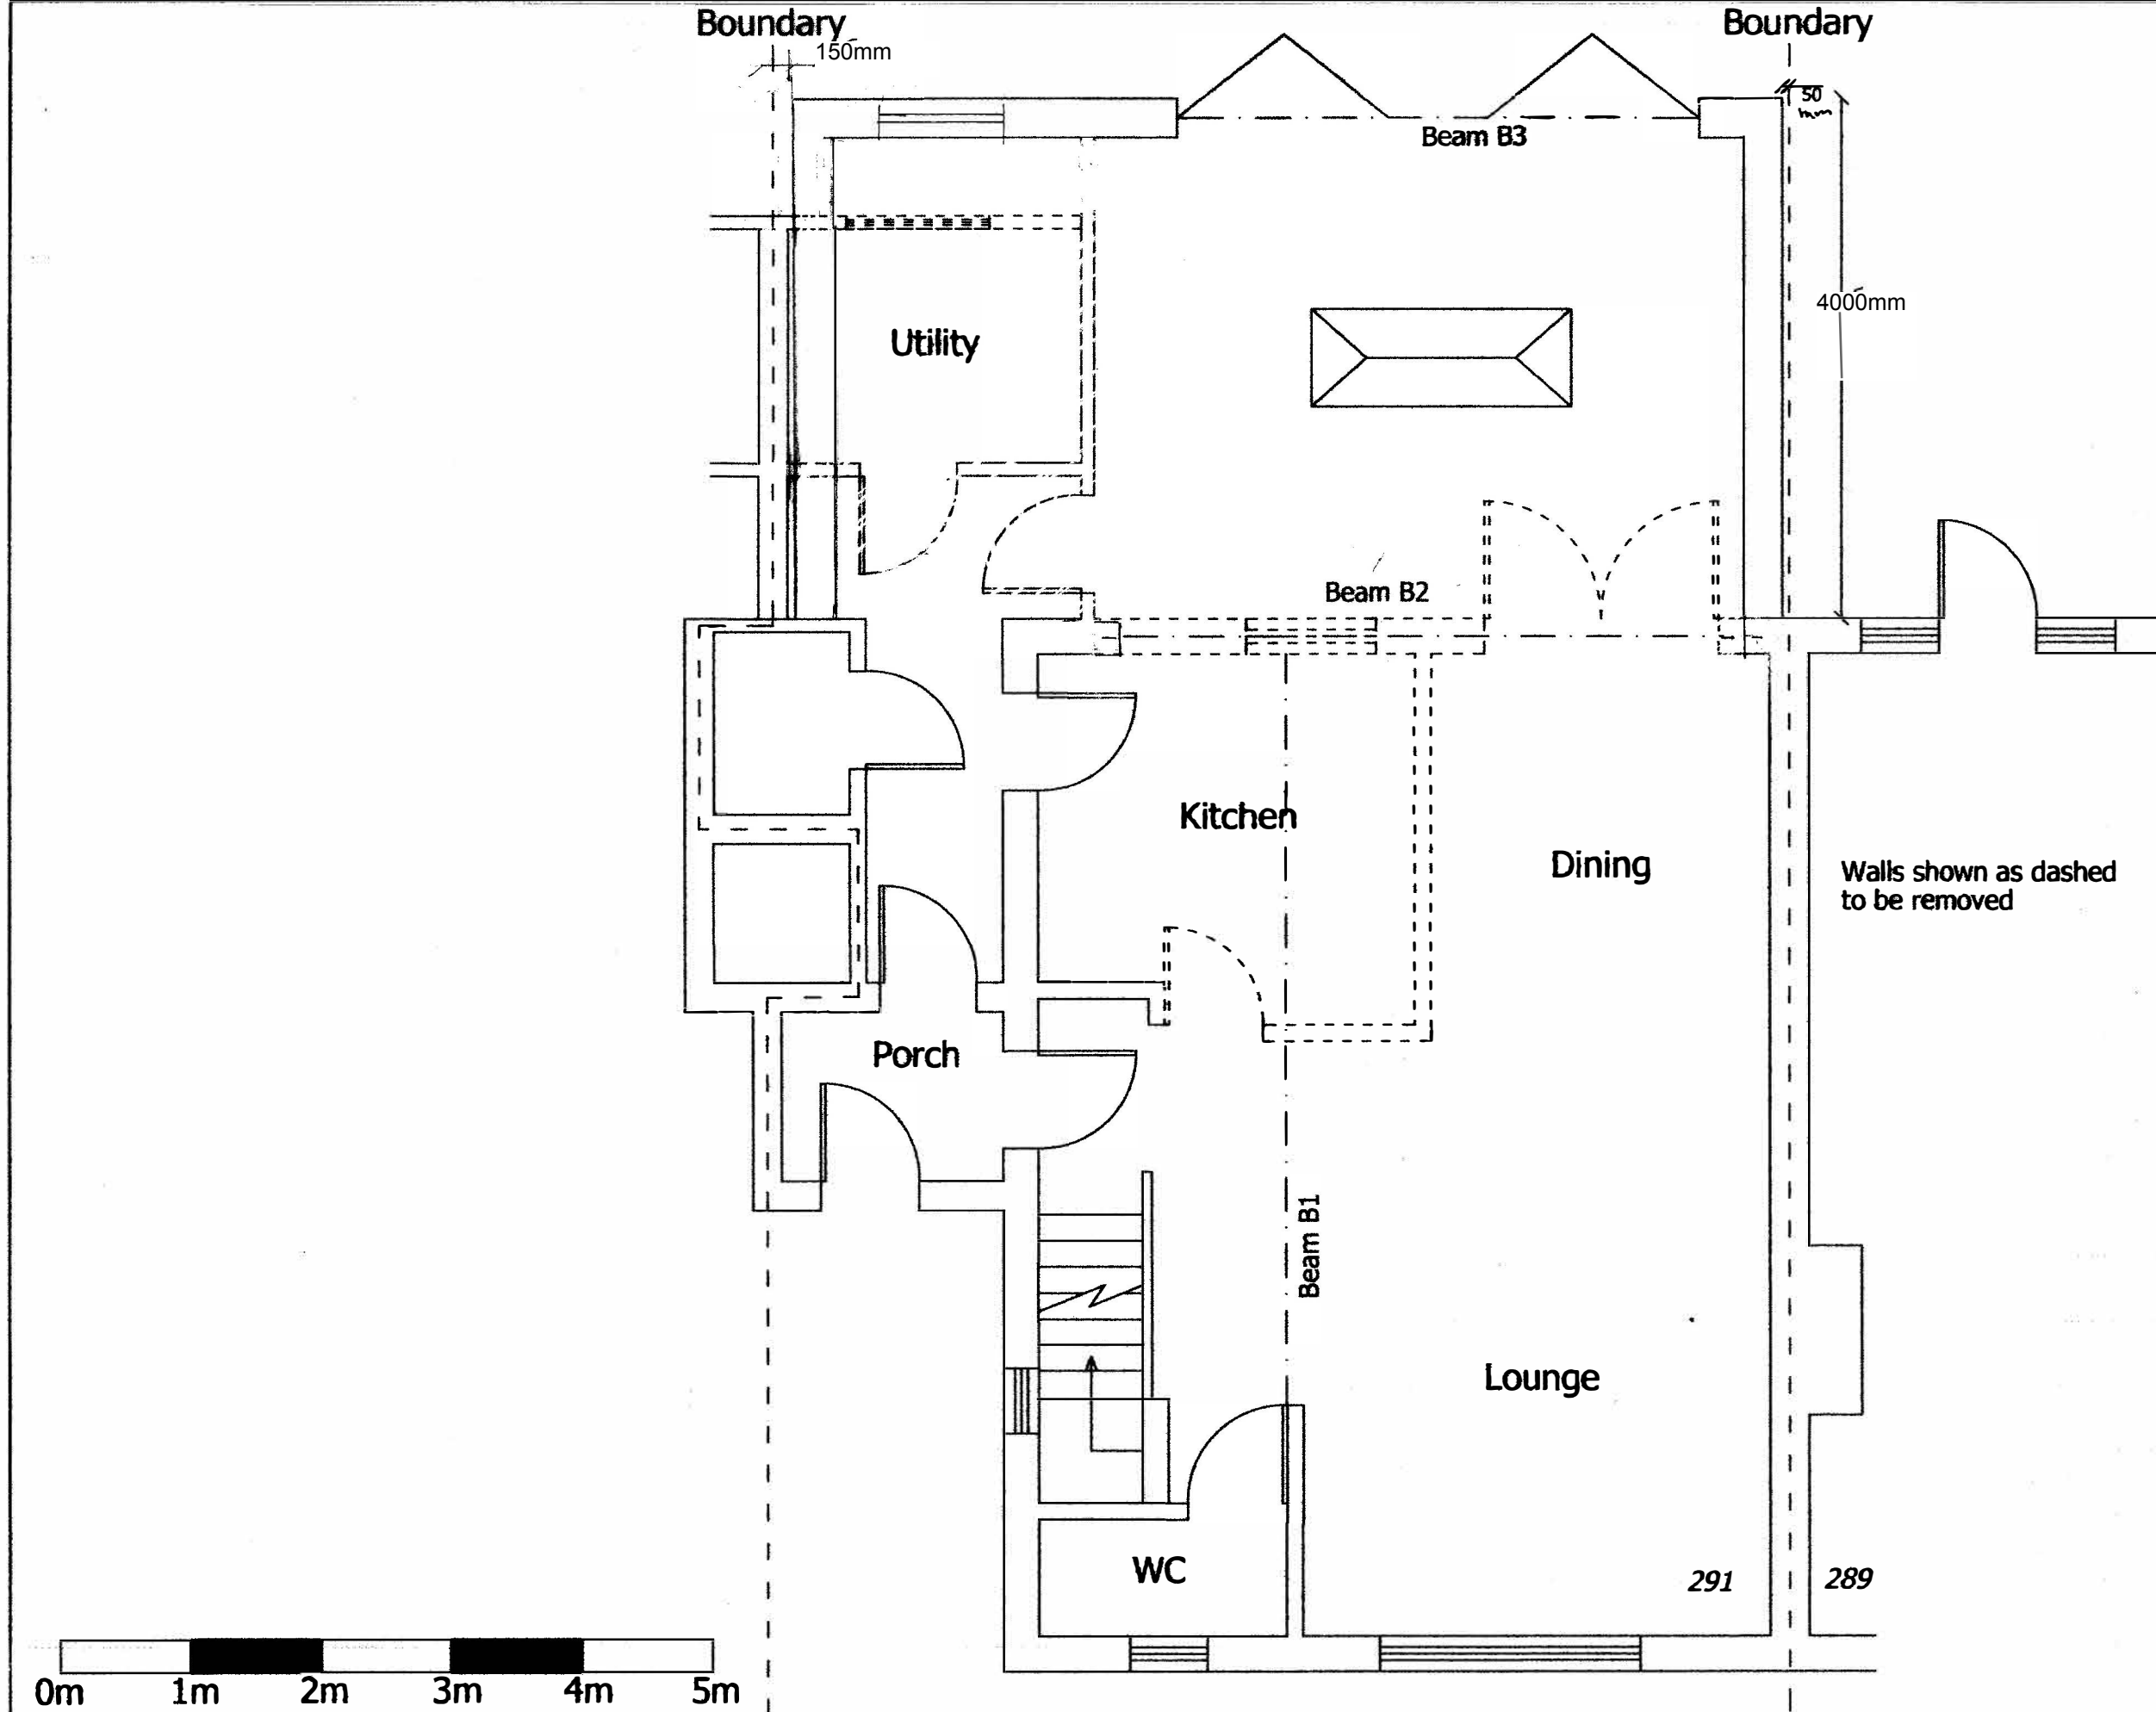 Boundary
Boundary
150mm
50
mm
Beam B3
4000mm
Utility
Beam B2
Kitchen
Dining
Walls shown as dashed
to be removed
Porch
Beam B1
Lounge
WC
291
289
0m 1m 2m 3m 4m 5m